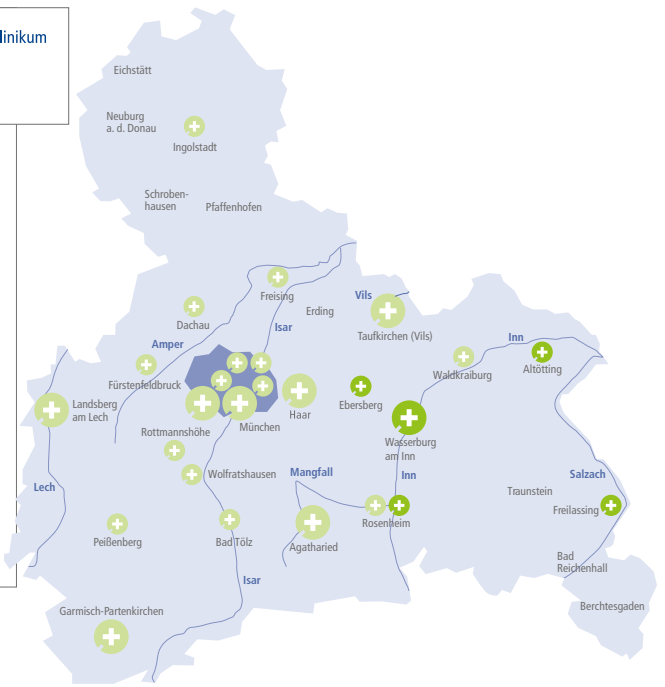 linikum
Eichstätt
Neuburg
a. d. Donau
Ingolstadt
Schroben-
hausen
Pfaffenhofen
Freising
Erding
Vils
Dachau
Isar
Taufkirchen (Vils)
Amper
Inn
Fürstenfeldbruck
Waldkraiburg
Altötting
Landsberg
am Lech
Haar
Ebersberg
München
Rottmannshöhe
Wasserburg
am Inn
Wolfratshausen
Mangfall
Inn
Salzach
Lech
Traunstein
Freilassing
Rosenheim
Peißenberg
Bad Tölz
Agatharied
Bad
Reichenhall
Isar
Garmisch-Partenkirchen
Berchtesgaden